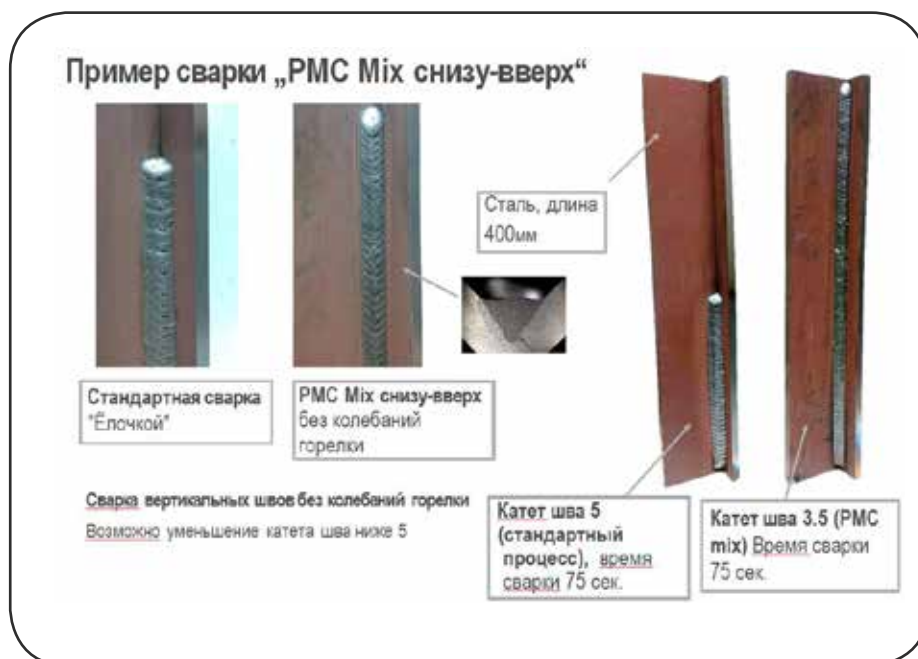 Пример сварки „PMC Mix снизу-вверх“
Сталь, длина
400мм
Стандартная сварка
"Ёлочкой"
PMC Mix снизу-вверх
без колебаний
горелки
Сварка вертикальных швов без колебаний горелки
Возможно уменьшение катета шва ниже 5
Катет шва 5
(стандартный
процесс), время
сварки 75 сек.
Катет шва 3.5 (PMC
mix) Время сварки
75 сек.